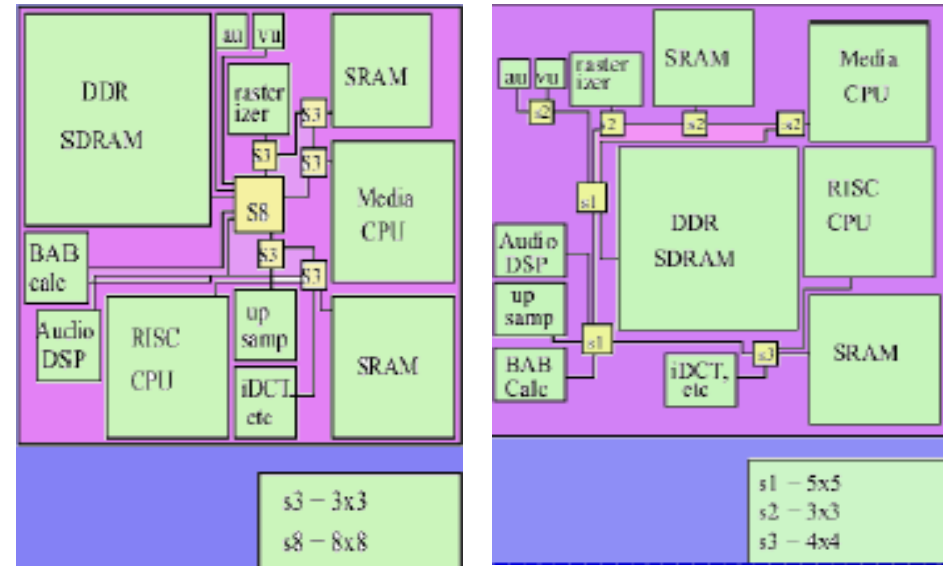 DDR
SDRAM
au
vu
raster
izer
SRAM
S3
S3
S3
Media
CPU
S8
S3
S3
BAB
calc
Audio
DSP
RISC
CPU
up
samp
iDCT,
etc
SRAM
s3 – 3x3
s8 – 8x8
au
vu
raster
izer
SRAM
Media
CPU
s2
s2
s2
s2
s1
DDR
SDRAM
RISC
CPU
Audio
DSP
up
samp
s1
s3
BAB
Calc
iDCT,
etc
SRAM
s1 – 5x5
s2 – 3x3
s3 – 4x4